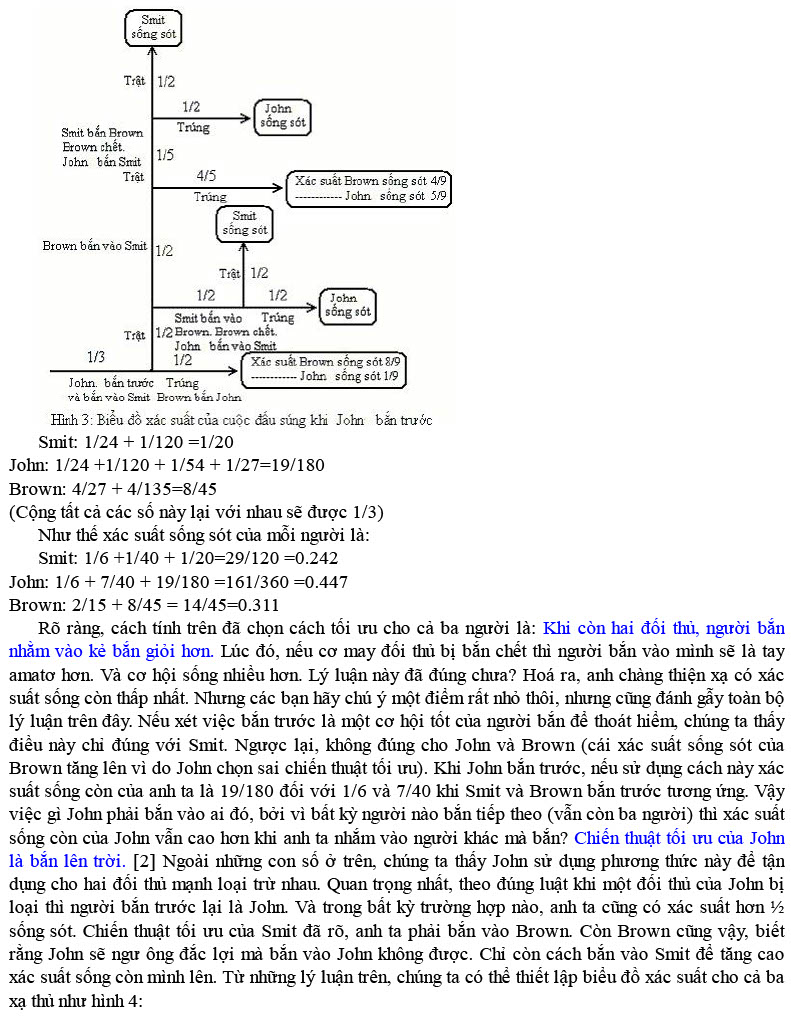 Smit
sống sót
Trật 1/2
1/2
Trúng
John
sống sót
Smit bắn Brown
Brown chết.
John bắn Smit
1/5
Trật
4/5
Trúng
Xác suất Brown sống sót 4/9
------------ John sống sót 5/9
Smit
sống sót
Brown bắn vào Smit 1/2
Trật 1/2
1/2 1/2
John
sống sót
Smit bắn vào Trúng
Brown. Brown chết.
John bắn vào Smit
Trật 1/2
1/3 1/2
Xác suất Brown sống sót 8/9
------------ John sống sót 1/9
John. bắn trước Trúng
và bắn vào Smit Brown bắn John
Hình 3: Biểu đồ xác suất của cuộc đấu súng khi John bắn trước
Smit: 1/24 + 1/120 =1/20
John: 1/24 +1/120 + 1/54 + 1/27=19/180
Brown: 4/27 + 4/135=8/45
(Cộng tất cả các số này lại với nhau sẽ được 1/3)
Như thế xác suất sống sót của mỗi người là:
Smit: 1/6 +1/40 + 1/20=29/120 =0.242
John: 1/6 + 7/40 + 19/180 =161/360 =0.447
Brown: 2/15 + 8/45 = 14/45=0.311
Rõ ràng, cách tính trên đã chọn cách tối ưu cho cả ba người là: Khi còn hai đối thủ, người bắn
nhằm vào kẻ bắn giỏi hơn. Lúc đó, nếu cơ may đối thủ bị bắn chết thì người bắn vào mình sẽ là tay
amatơ hơn. Và cơ hội sống nhiều hơn. Lý luận này đã đúng chưa? Hoá ra, anh chàng thiện xạ có xác
suất sống còn thấp nhất. Nhưng các bạn hãy chú ý một điểm rất nhỏ thôi, nhưng cũng đánh gẫy toàn bộ
lý luận trên đây. Nếu xét việc bắn trước là một cơ hội tốt của người bắn để thoát hiểm, chúng ta thấy
điều này chỉ đúng với Smit. Ngược lại, không đúng cho John và Brown (cái xác suất sống sót của
Brown tăng lên vì do John chọn sai chiến thuật tối ưu). Khi John bắn trước, nếu sử dụng cách này xác
suất sống còn của anh ta là 19/180 đối với 1/6 và 7/40 khi Smit và Brown bắn trước tương ứng. Vậy
việc gì John phải bắn vào ai đó, bởi vì bất kỳ người nào bắn tiếp theo (vẫn còn ba người) thì xác suất
sống còn của John vẫn cao hơn khi anh ta nhắm vào người khác mà bắn? Chiến thuật tối ưu của John
là bắn lên trời. [2] Ngoài những con số ở trên, chúng ta thấy John sử dụng phương thức này để tận
dụng cho hai đối thủ mạnh loại trừ nhau. Quan trọng nhất, theo đúng luật khi một đối thủ của John bị
loại thì người bắn trước lại là John. Và trong bất kỳ trường hợp nào, anh ta cũng có xác suất hơn ½
sống sót. Chiến thuật tối ưu của Smit đã rõ, anh ta phải bắn vào Brown. Còn Brown cũng vậy, biết
rằng John sẽ ngư ông đắc lợi mà bắn vào John không được. Chỉ còn cách bắn vào Smit để tăng cao
xác suất sống còn mình lên. Từ những lý luận trên, chúng ta có thể thiết lập biểu đồ xác suất cho cả ba
xạ thủ như hình 4: